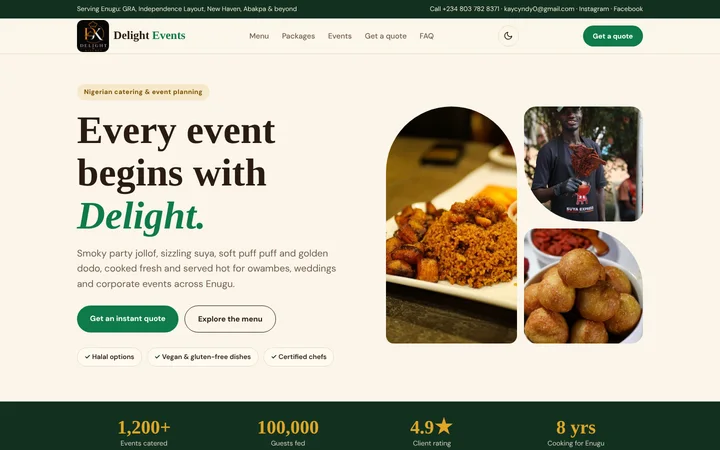 Serving Enugu: GRA, Independence Layout, New Haven, Abakpa & beyond
Call +234 803 782 8371 · kaycyndy0@gmail.com · Instagram · Facebook
DELIGHT
Delight Events
Menu
Packages
Events
Get a quote
FAQ
Get a quote
Nigerian catering & event planning
Every event
begins with
Delight.
Smoky party jollof, sizzling suya, soft puff puff and golden
dodo, cooked fresh and served hot for owambes, weddings
and corporate events across Enugu.
Get an instant quote
Explore the menu
✓ Halal options
✓ Vegan & gluten-free dishes
✓ Certified chefs
1,200+
Events catered
100,000
Guests fed
4.9★
Client rating
8 yrs
Cooking for Enugu